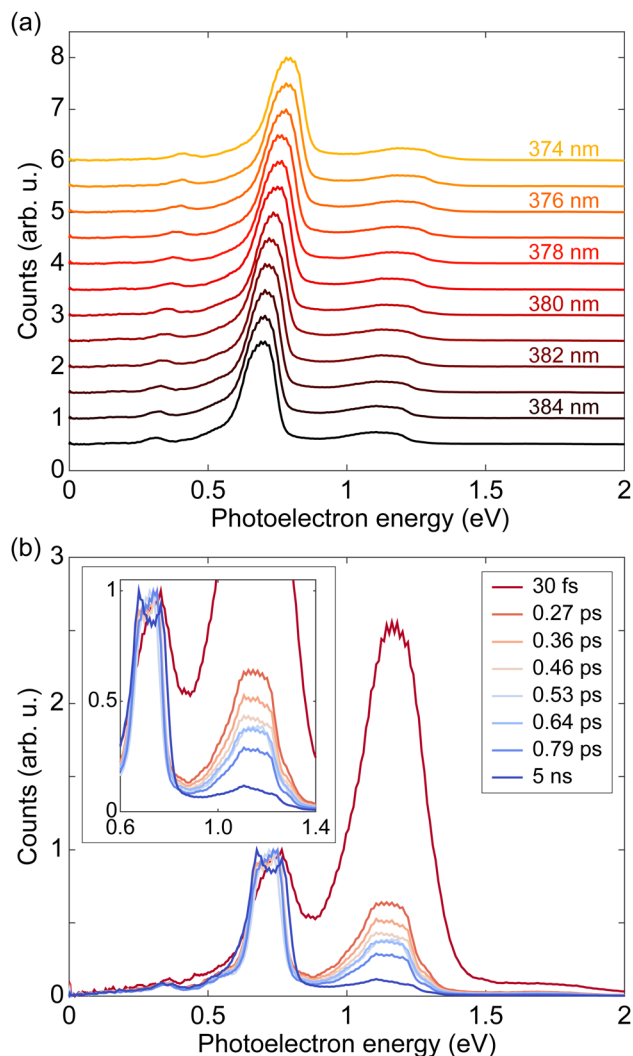 (a)
8
7
6
5
4
3
2
1
0
Counts (arb. u.)
374 nm
376 nm
378 nm
380 nm
382 nm
384 nm
0 0.5 1 1.5 2
Photoelectron energy (eV)
(b)
3
2
1
0
Counts (arb. u.)
1
0.5
0
0.6 1.0 1.4
30 fs
0.27 ps
0.36 ps
0.46 ps
0.53 ps
0.64 ps
0.79 ps
5 ns
0 0.5 1 1.5 2
Photoelectron energy (eV)